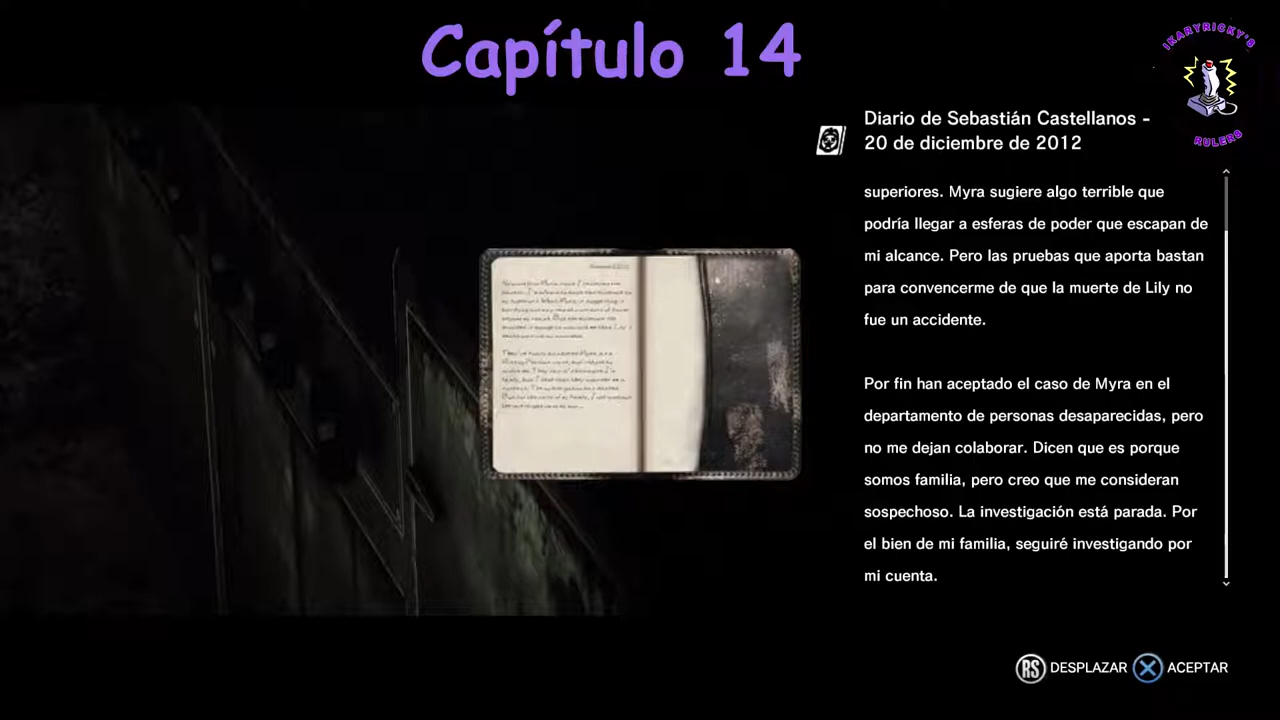 Capítulo 14
IKARYRICKY'S
RULERS
Diario de Sebastián Castellanos -
20 de diciembre de 2012
superiores. Myra sugiere algo terrible que
podría llegar a esferas de poder que escapan de
mi alcance. Pero las pruebas que aporta bastan
para convencerme de que la muerte de Lily no
fue un accidente.
Por fin han aceptado el caso de Myra en el
departamento de personas desaparecidas, pero
no me dejan colaborar. Dicen que es porque
somos familia, pero creo que me consideran
sospechoso. La investigación está parada. Por
el bien de mi familia, seguiré investigando por
mi cuenta.
RS DESPLAZAR ACEPTAR